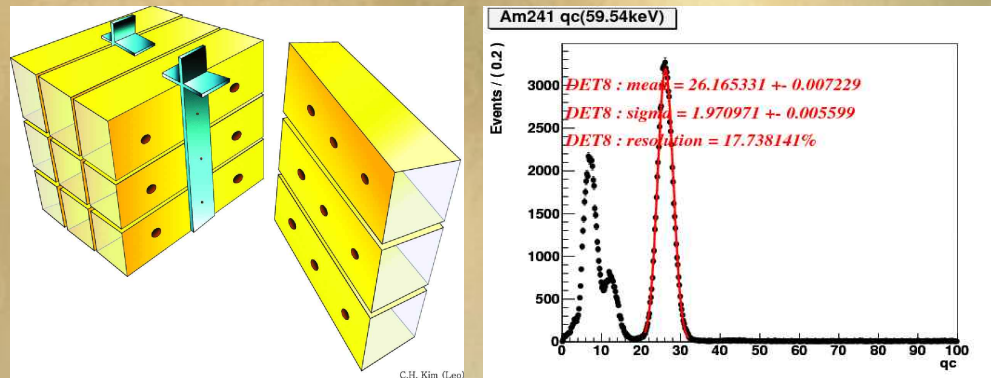 Am241 qc(59.54keV)
Events / ( 0.2 )
3000
2500
2000
1500
1000
500
0
DET8 : mean = 26.165331 +- 0.007229
DET8 : sigma = 1.970971 +- 0.005599
DET8 : resolution = 17.738141%
0 10 20 30 40 50 60 70 80 90 100
qc
C.H. Kim (Leo)